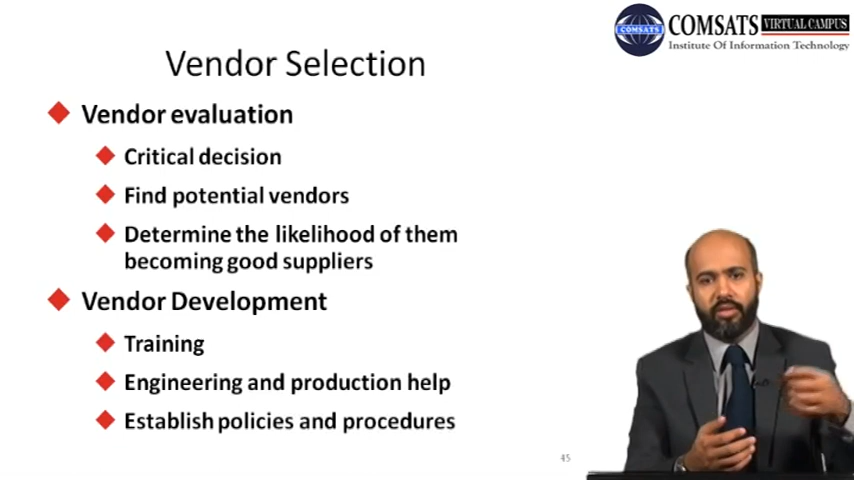 COMSATS VIRTUAL CAMPUS
Institute Of Information Technology
COMSATS
Vendor Selection
Vendor evaluation
Critical decision
Find potential vendors
Determine the likelihood of them
becoming good suppliers
Vendor Development
Training
Engineering and production help
Establish policies and procedures
45